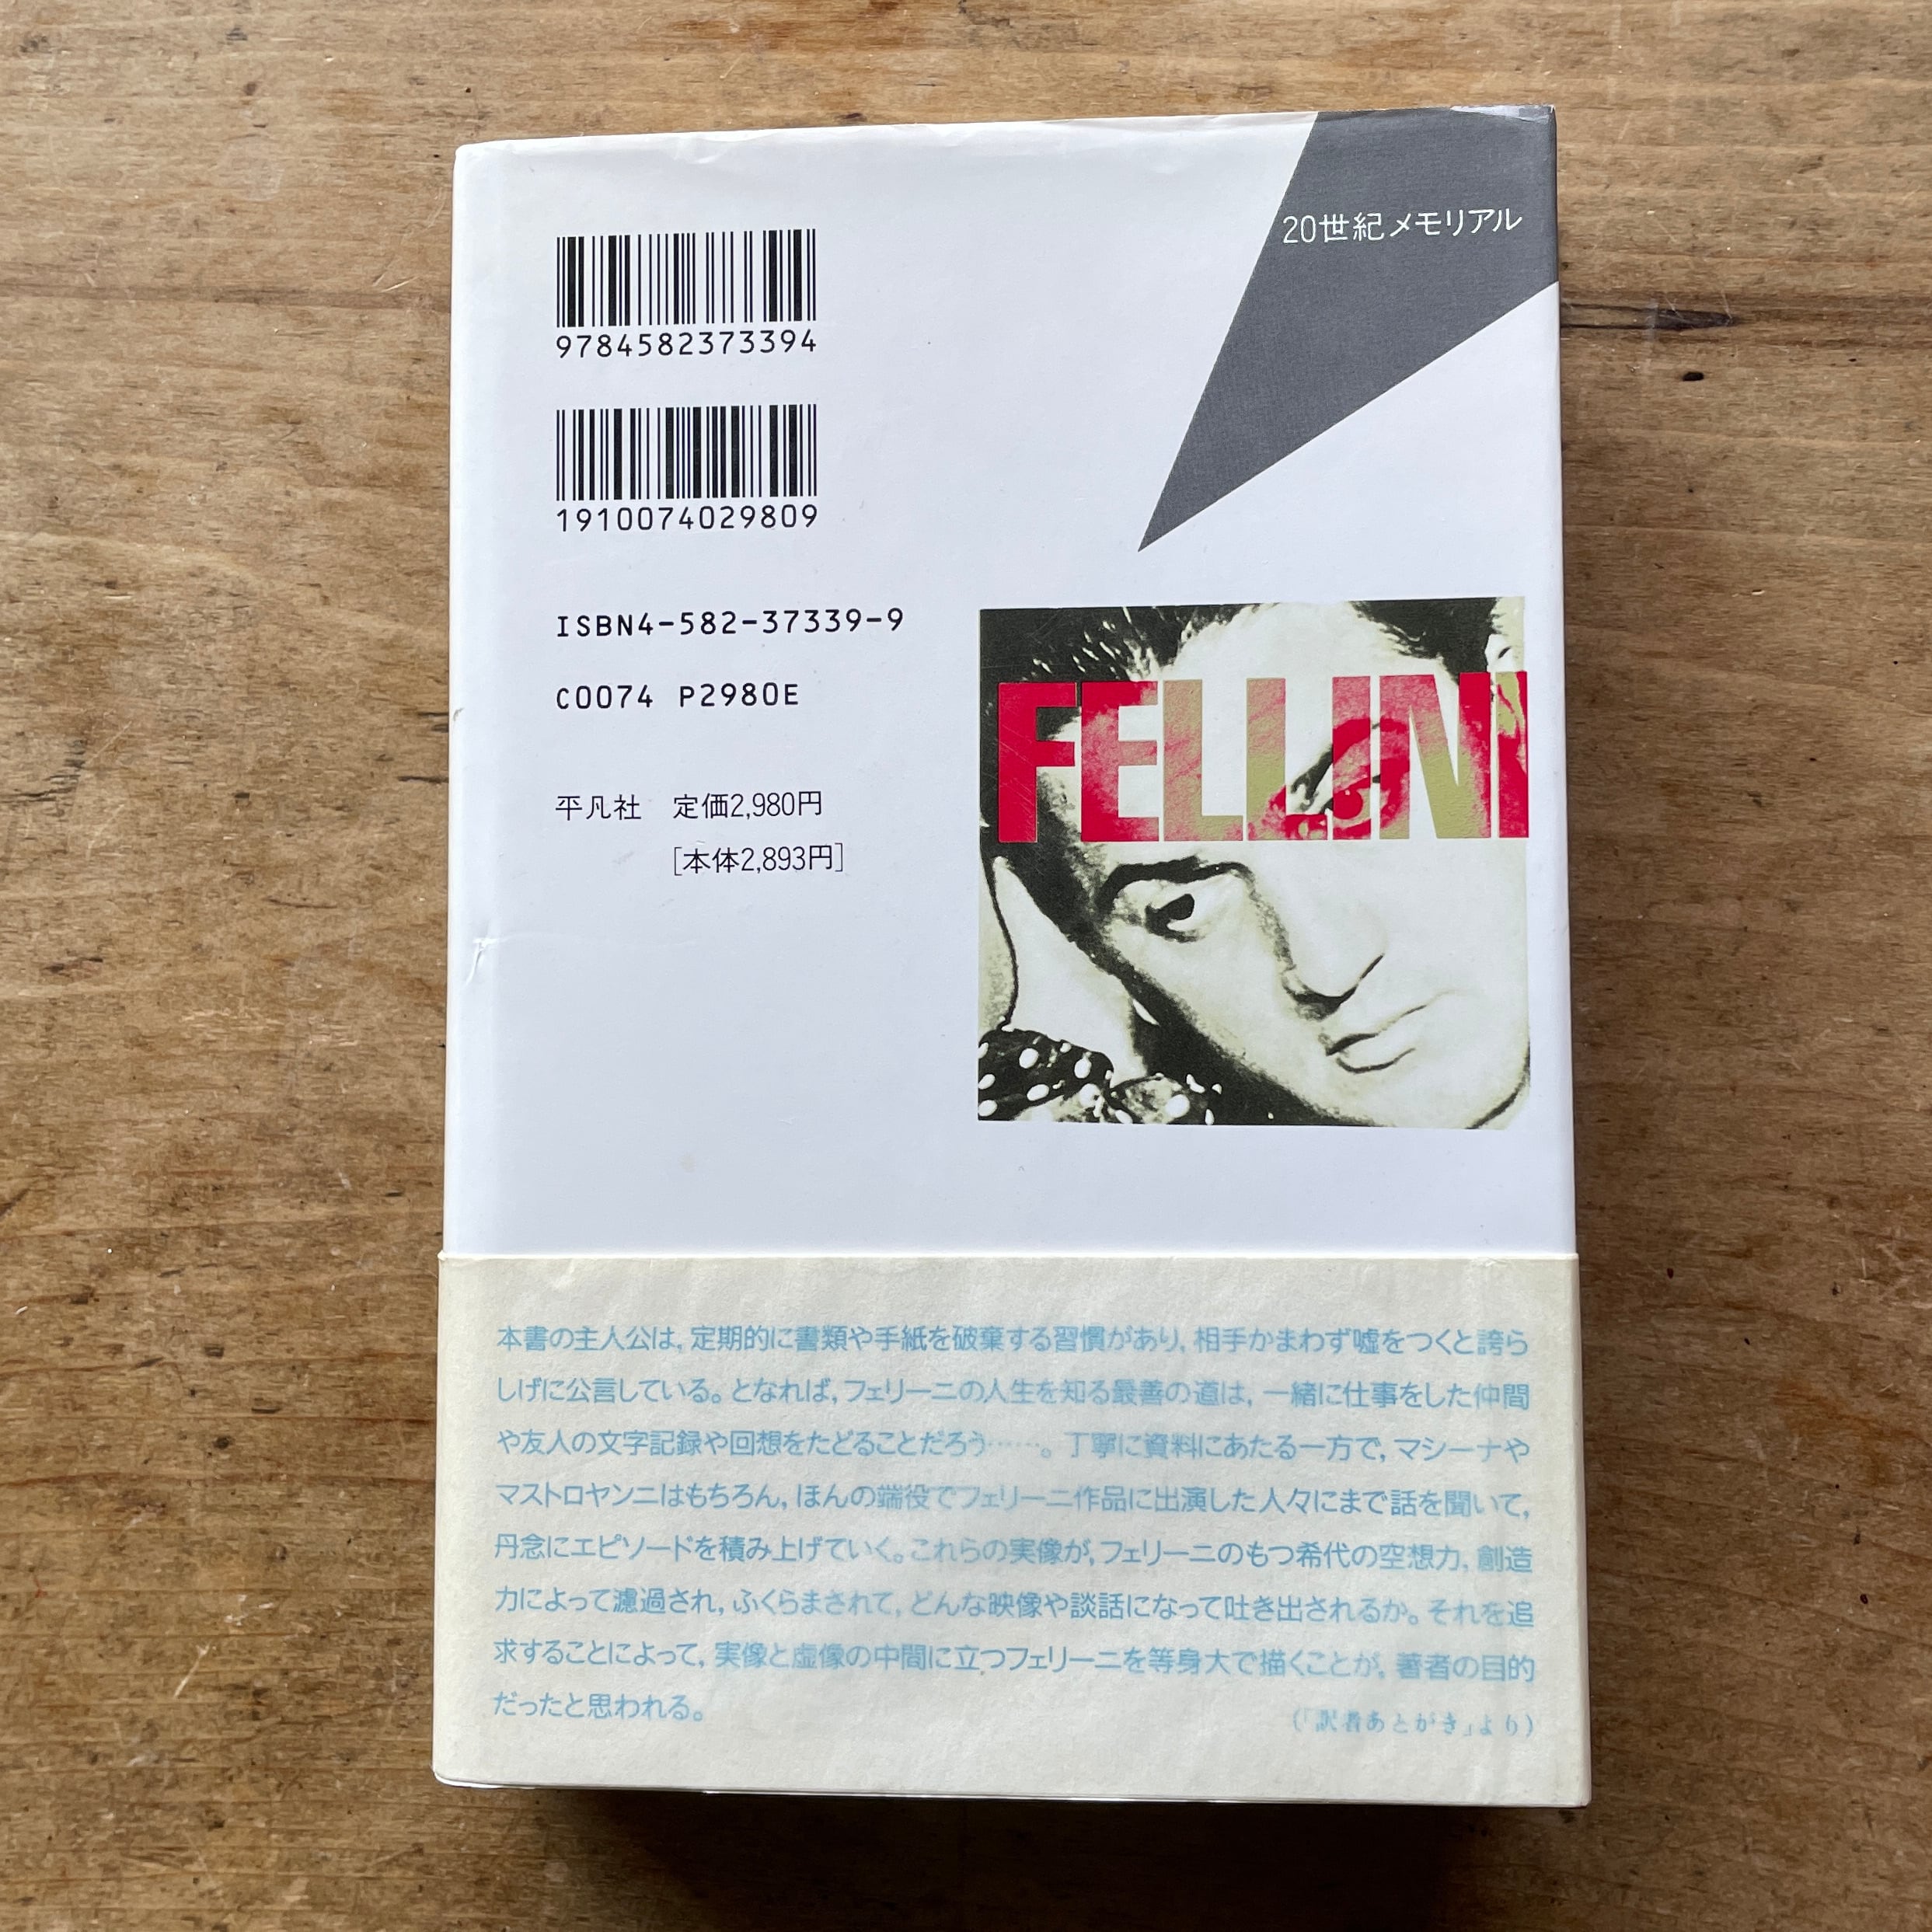 20世紀メモリアル
9784582373394
1910074029809
ISBN4-582-37339-9
C0074 P2980E
平凡社 定価2,980円
[本体2,893円]
FELLINI
本書の主人公は,定期的に書類や手紙を破棄する習慣があり,相手かまわず嘘をつくと誇ら
しげに公言している。となれば,フェリーニの人生を知る最善の道は,一緒に仕事をした仲間
や友人の文字記録や回想をたどることだろう……。丁寧に資料にあたる一方で,マシーナや
マストロヤンニはもちろん,ほんの端役でフェリーニ作品に出演した人々にまで話を聞いて,
丹念にエピソードを積み上げていく。これらの実像が,フェリーニのもつ希代の空想力,創造
力によって濾過され,ふくらまされて,どんな映像や談話になって吐き出されるか。それを追
求することによって,実像と虚像の中間に立つフェリーニを等身大で描くことが,著者の目的
だったと思われる。
(「訳者あとがき」より)